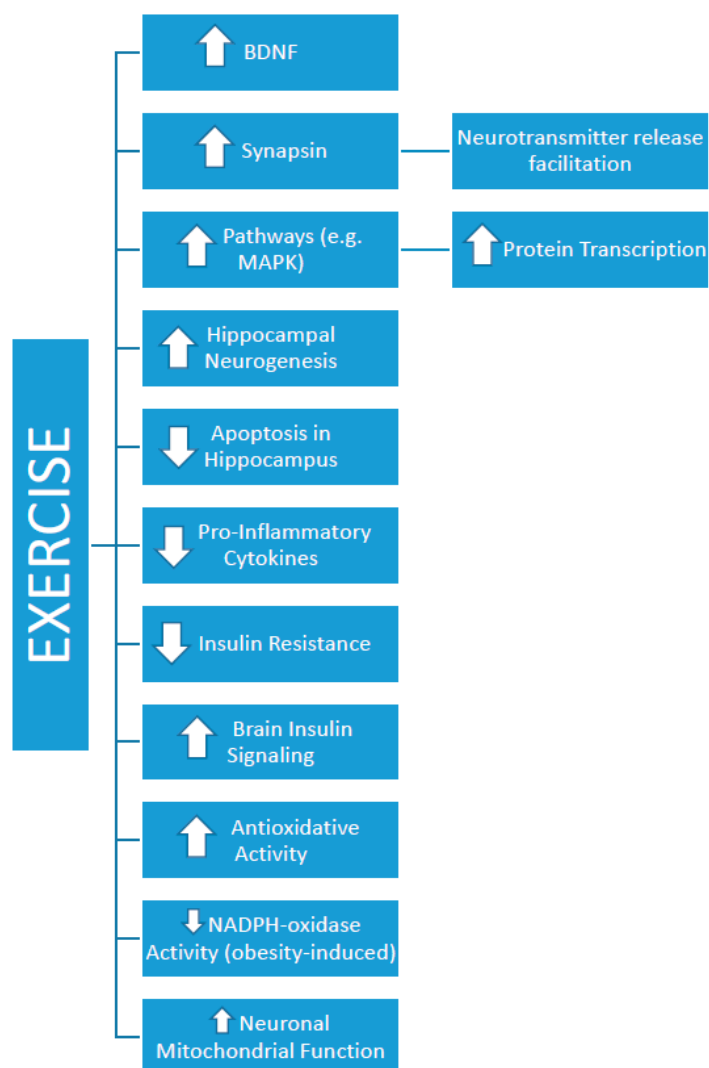 EXERCISE
BDNF
Synapsin
Neurotransmitter release
facilitation
Pathways (e.g.
MAPK)
Protein Transcription
Hippocampal
Neurogenesis
Apoptosis in
Hippocampus
Pro-Inflammatory
Cytokines
Insulin Resistance
Brain Insulin
Signaling
Antioxidative
Activity
NADPH-oxidase
Activity (obesity-induced)
Neuronal
Mitochondrial Function